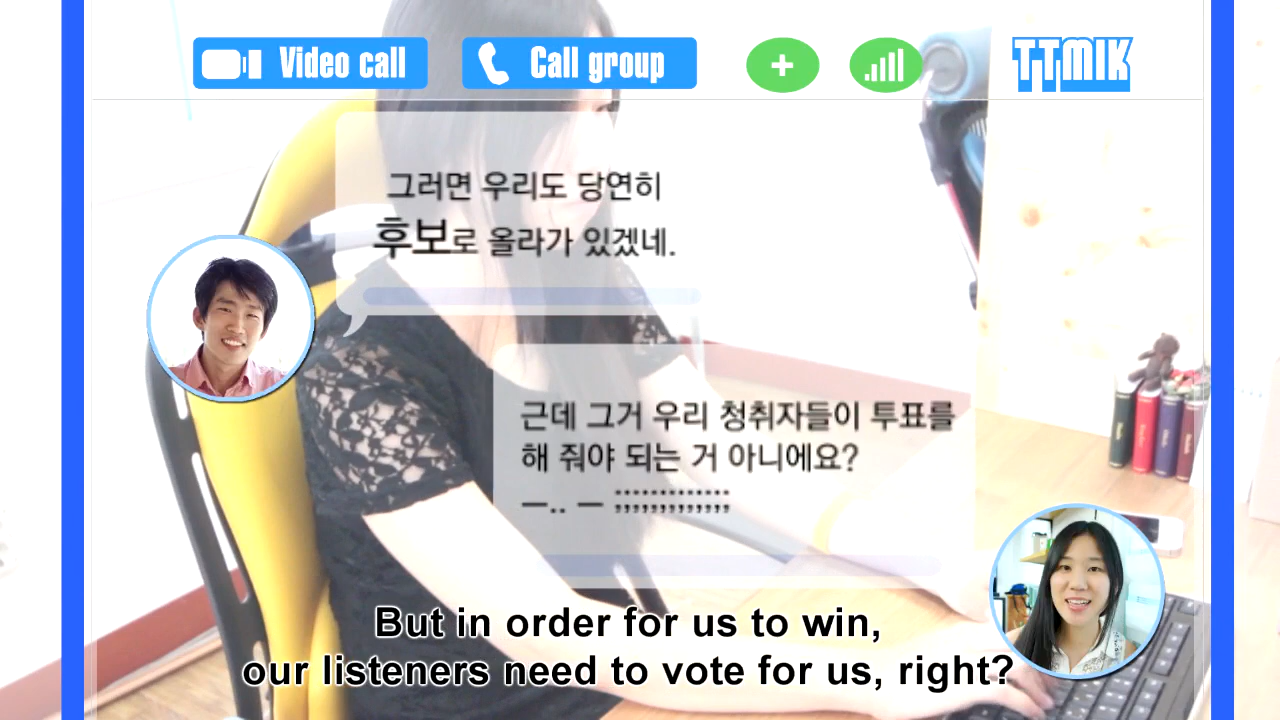 Video call
Call group
TTMIK
그러면 우리도 당연히
후보로 올라가 있겠네.
근데 그거 우리 청취자들이 투표를
해 줘야 되는 거 아니에요?
ㅡ.. ㅡ ;;;;;;;;;;;;;
But in order for us to win,
our listeners need to vote for us, right?